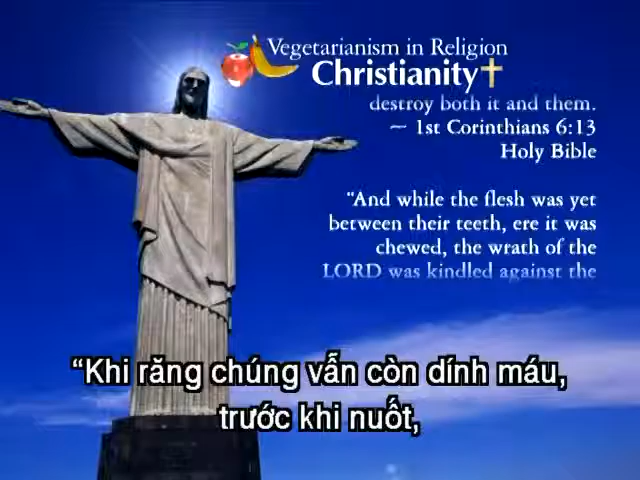 Vegetarianism in Religion
Christianity
destroy both it and them.
~ 1st Corinthians 6:13
Holy Bible
"And while the flesh was yet
between their teeth, ere it was
chewed, the wrath of the
LORD was kindled against the
“Khi răng chúng vẫn còn dính máu,
trước khi nuốt,